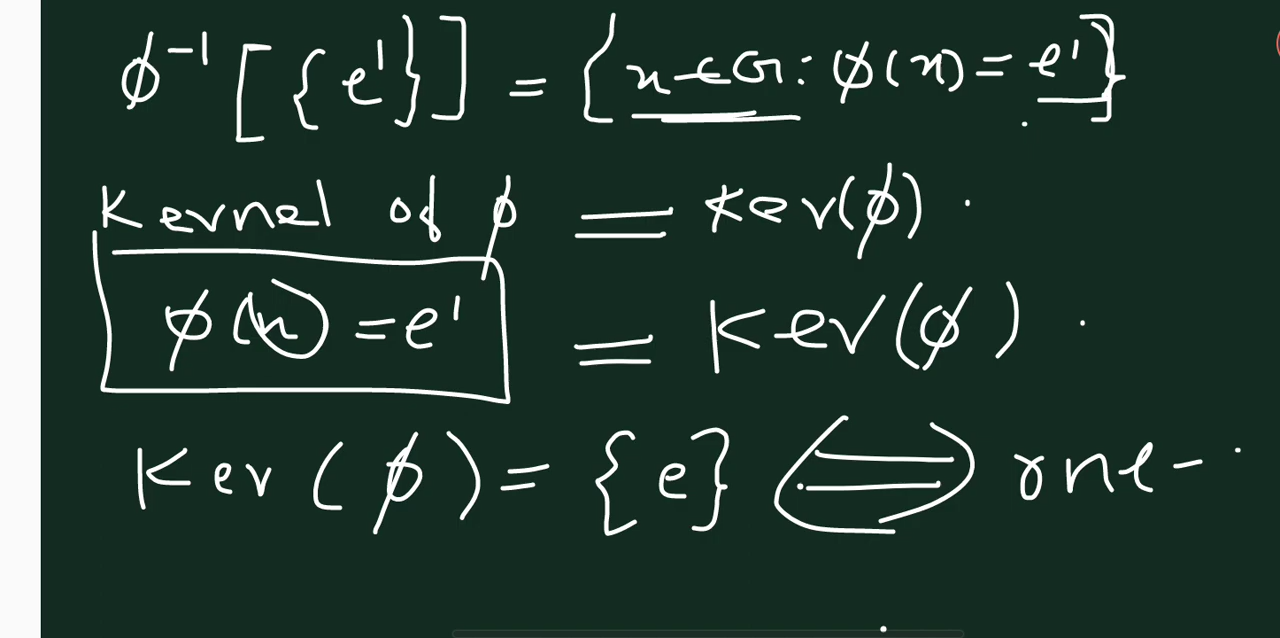 ϕ⁻¹[{e'}] = {x ∈ G : ϕ(x) = e'}
Kernel of ϕ = Ker(ϕ).
ϕ(x) = e' = Ker(ϕ).
Ker(ϕ) = {e} ⟺ one-